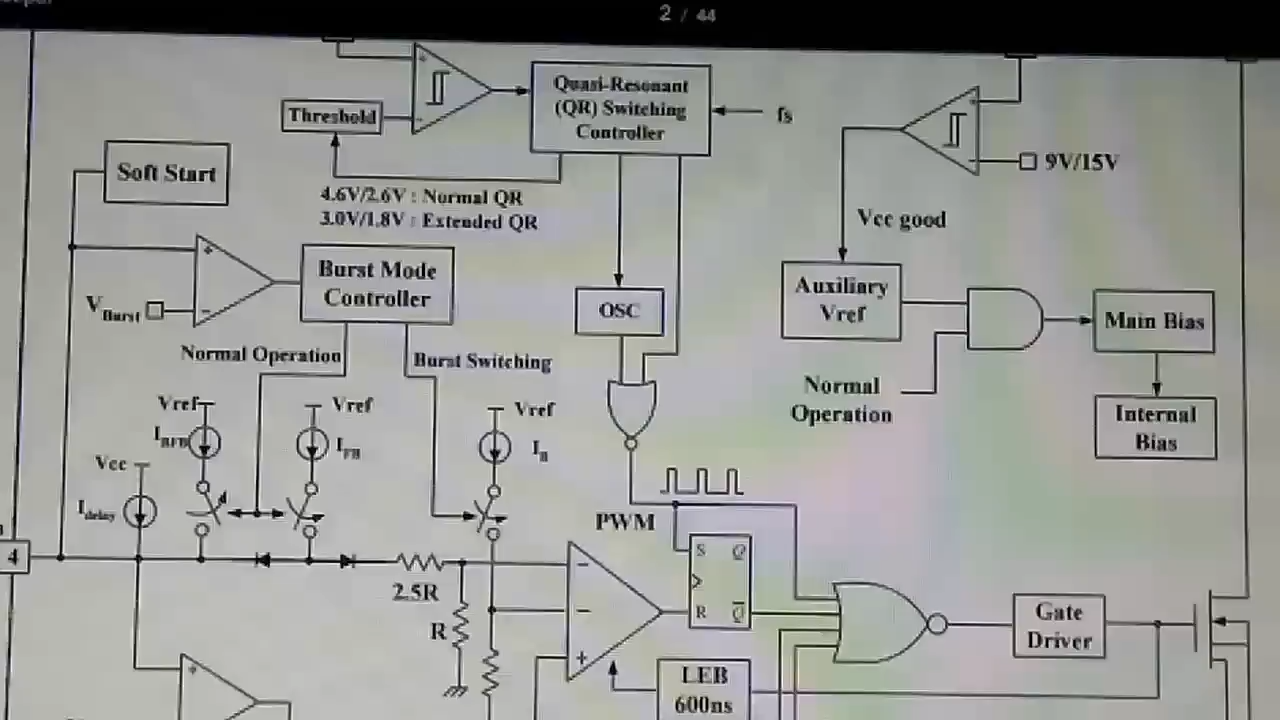 2 / 44
Quasi-Resonant
(QR) Switching
Controller
Threshold
fs
9V/15V
Soft Start
4.6V/2.6V : Normal QR
3.0V/1.8V : Extended QR
Vcc good
Burst Mode
Controller
VBurst
+
-
OSC
Auxiliary
Vref
Main Bias
Normal Operation
Burst Switching
Normal
Operation
Internal
Bias
Vref
Vref
Vref
IBFB
IFB
IB
Vcc
Idelay
PWM
4
2.5R
R
S Q
R Q̅
−
−
+
Gate
Driver
LEB
600ns
+